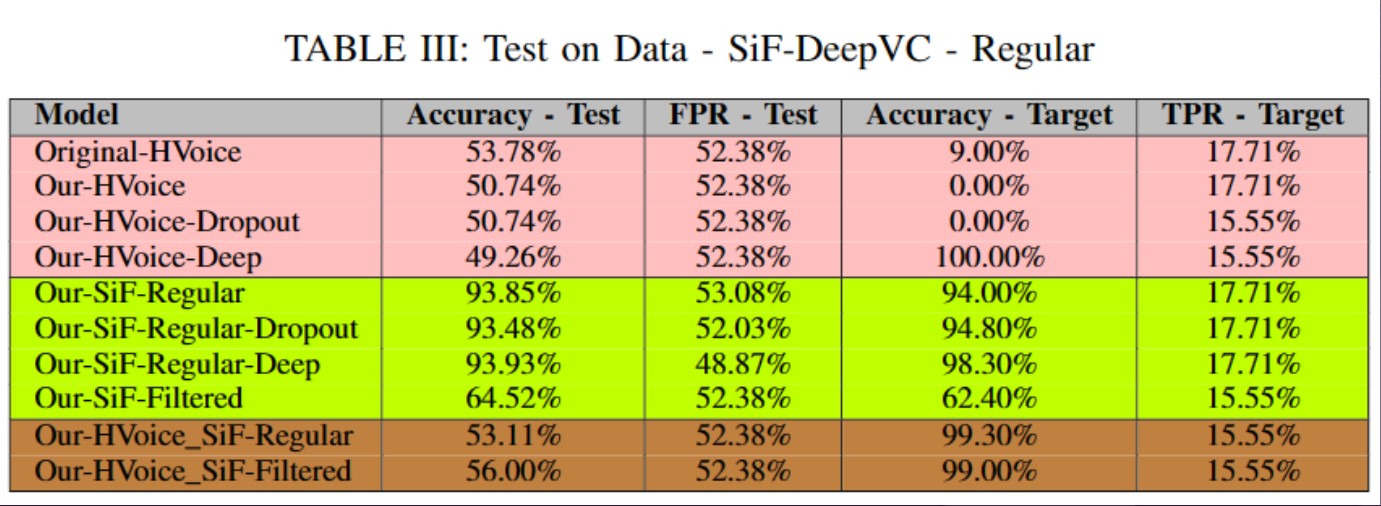 TABLE III: Test on Data - SiF-DeepVC - Regular
Model Accuracy - Test FPR - Test Accuracy - Target TPR - Target
Original-HVoice 53.78% 52.38% 9.00% 17.71%
Our-HVoice 50.74% 52.38% 0.00% 17.71%
Our-HVoice-Dropout 50.74% 52.38% 0.00% 15.55%
Our-HVoice-Deep 49.26% 52.38% 100.00% 15.55%
Our-SiF-Regular 93.85% 53.08% 94.00% 17.71%
Our-SiF-Regular-Dropout 93.48% 52.03% 94.80% 17.71%
Our-SiF-Regular-Deep 93.93% 48.87% 98.30% 17.71%
Our-SiF-Filtered 64.52% 52.38% 62.40% 15.55%
Our-HVoice_SiF-Regular 53.11% 52.38% 99.30% 15.55%
Our-HVoice_SiF-Filtered 56.00% 52.38% 99.00% 15.55%